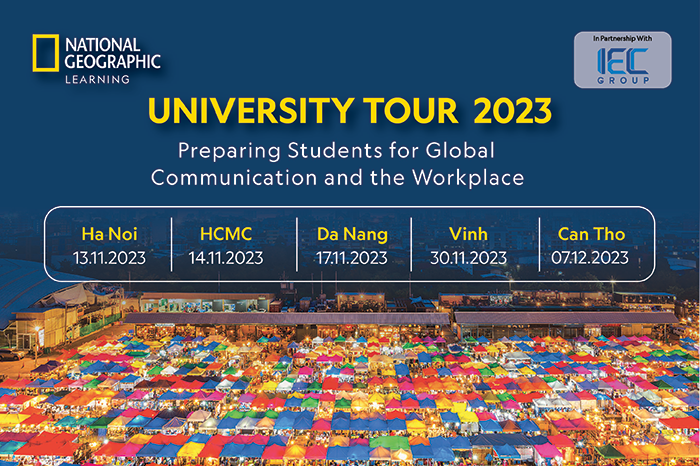 NATIONAL
GEOGRAPHIC
LEARNING
In Partnership With
IEC
GROUP
UNIVERSITY TOUR 2023
Preparing Students for Global
Communication and the Workplace
Ha Noi HCMC Da Nang Vinh Can Tho
13.11.2023 14.11.2023 17.11.2023 30.11.2023 07.12.2023